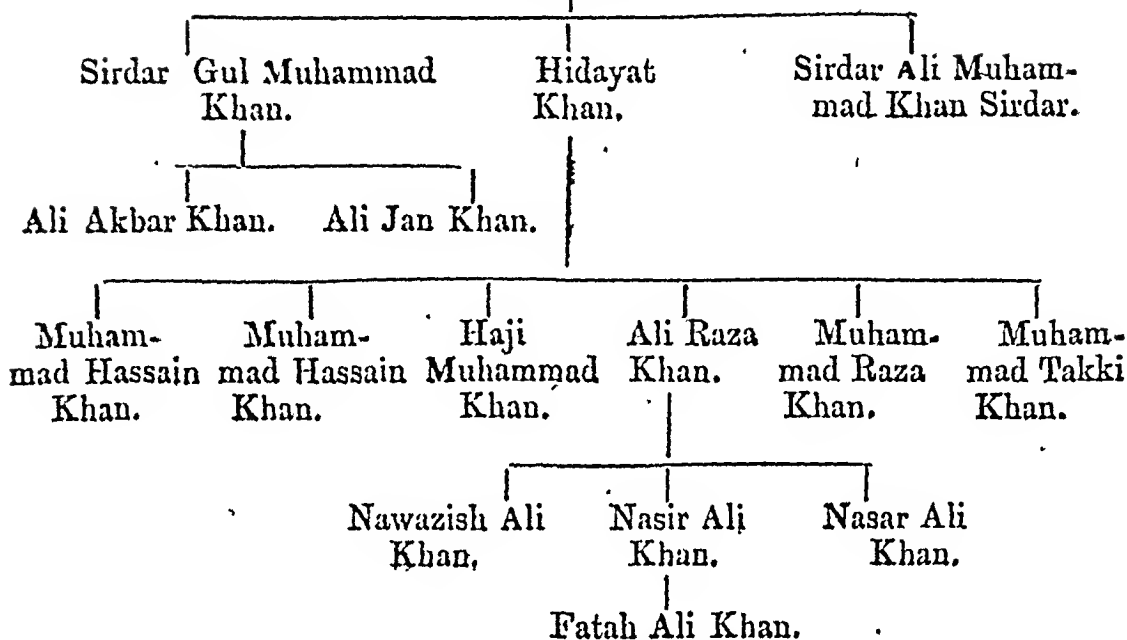 Sirdar Gul Muhammad Khan.
Hidayat Khan.
Sirdar Ali Muham-
mad Khan Sirdar.
Ali Akbar Khan. Ali Jan Khan.
Muham-
mad Hassain
Khan.
Muham-
mad Hassain
Khan.
Haji
Muhammad
Khan.
Ali Raza
Khan.
Muham-
mad Raza
Khan.
Muham-
mad Takki
Khan.
Nawazish Ali
Khan.
Nasir Ali
Khan.
Nasar Ali
Khan.
Fatah Ali Khan.